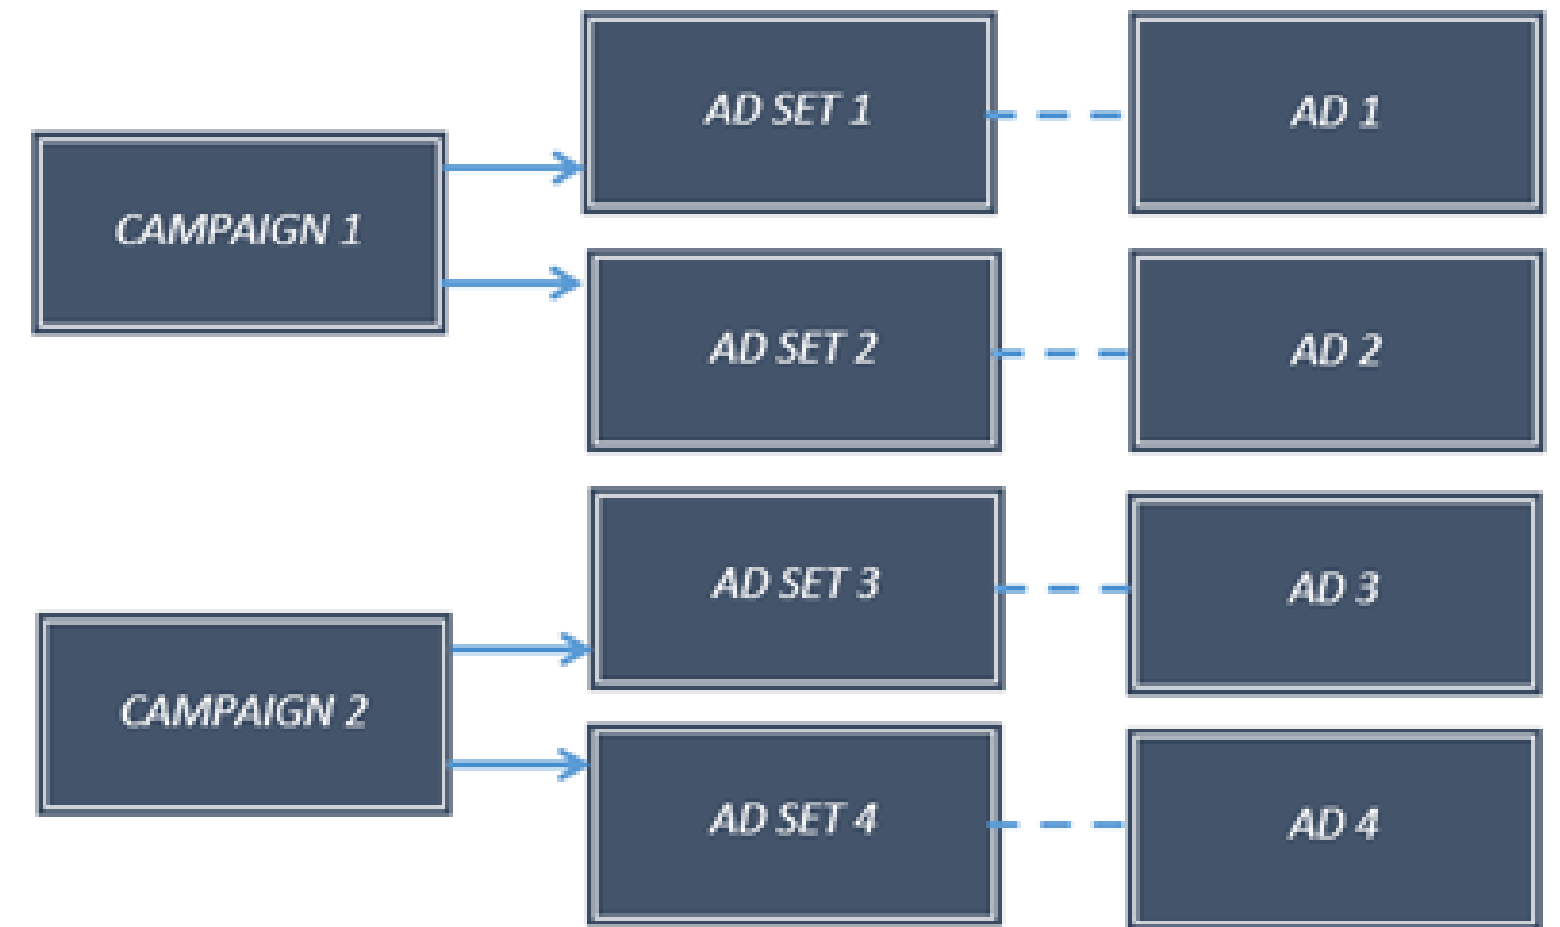 CAMPAIGN 1
AD SET 1
AD 1
AD SET 2
AD 2
CAMPAIGN 2
AD SET 3
AD 3
AD SET 4
AD 4